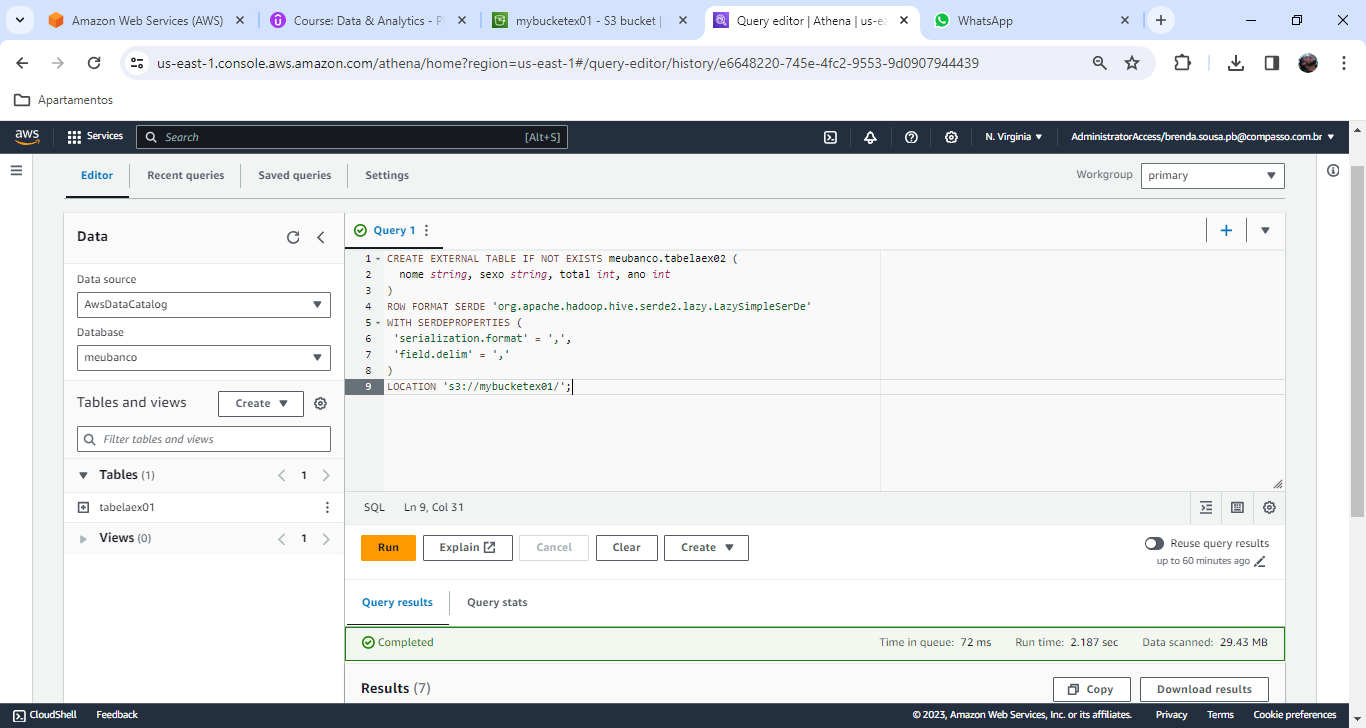 Amazon Web Services (AWS)
Course: Data & Analytics - P
mybucketex01 - S3 bucket |
Query editor | Athena | us-ea
WhatsApp
us-east-1.console.aws.amazon.com/athena/home?region=us-east-1#/query-editor/history/e6648220-745e-4fc2-9553-9d0907944439
Apartamentos
aws
Services
Search
[Alt+S]
N. Virginia
AdministratorAccess/brenda.sousa.pb@compasso.com.br
Editor
Recent queries
Saved queries
Settings
Workgroup
primary
Data
Data source
AwsDataCatalog
Database
meubanco
Tables and views
Create
Filter tables and views
Tables (1)
1
tabelaex01
Views (0)
1
Query 1
1 CREATE EXTERNAL TABLE IF NOT EXISTS meubanco.tabelaex02 (
2 nome string, sexo string, total int, ano int
3 )
4 ROW FORMAT SERDE 'org.apache.hadoop.hive.serde2.lazy.LazySimpleSerDe'
5 WITH SERDEPROPERTIES (
6 'serialization.format' = ',',
7 'field.delim' = ','
8 )
9 LOCATION 's3://mybucketex01/';
SQL
Ln 9, Col 31
Run
Explain
Cancel
Clear
Create
Reuse query results
up to 60 minutes ago
Query results
Query stats
Completed
Time in queue: 72 ms
Run time: 2.187 sec
Data scanned: 29.43 MB
Results (7)
Copy
Download results
CloudShell
Feedback
© 2023, Amazon Web Services, Inc. or its affiliates.
Privacy
Terms
Cookie preferences